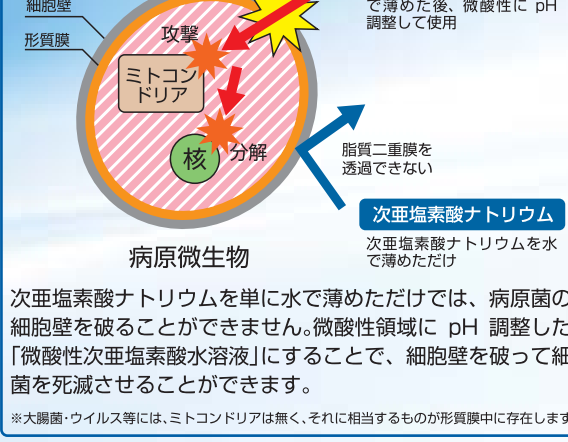 細胞壁
で薄めた後、微酸性に pH
調整して使用
形質膜
攻撃
ミトコン
ドリア
核
分解
脂質二重膜を
透過できない
次亜塩素酸ナトリウム
次亜塩素酸ナトリウムを水
で薄めただけ
病原微生物
次亜塩素酸ナトリウムを単に水で薄めただけでは、病原菌の
細胞壁を破ることができません。微酸性領域に pH 調整した
「微酸性次亜塩素酸水溶液」にすることで、細胞壁を破って細
菌を死滅させることができます。
※大腸菌・ウイルス等には、ミトコンドリアは無く、それに相当するものが形質膜中に存在します